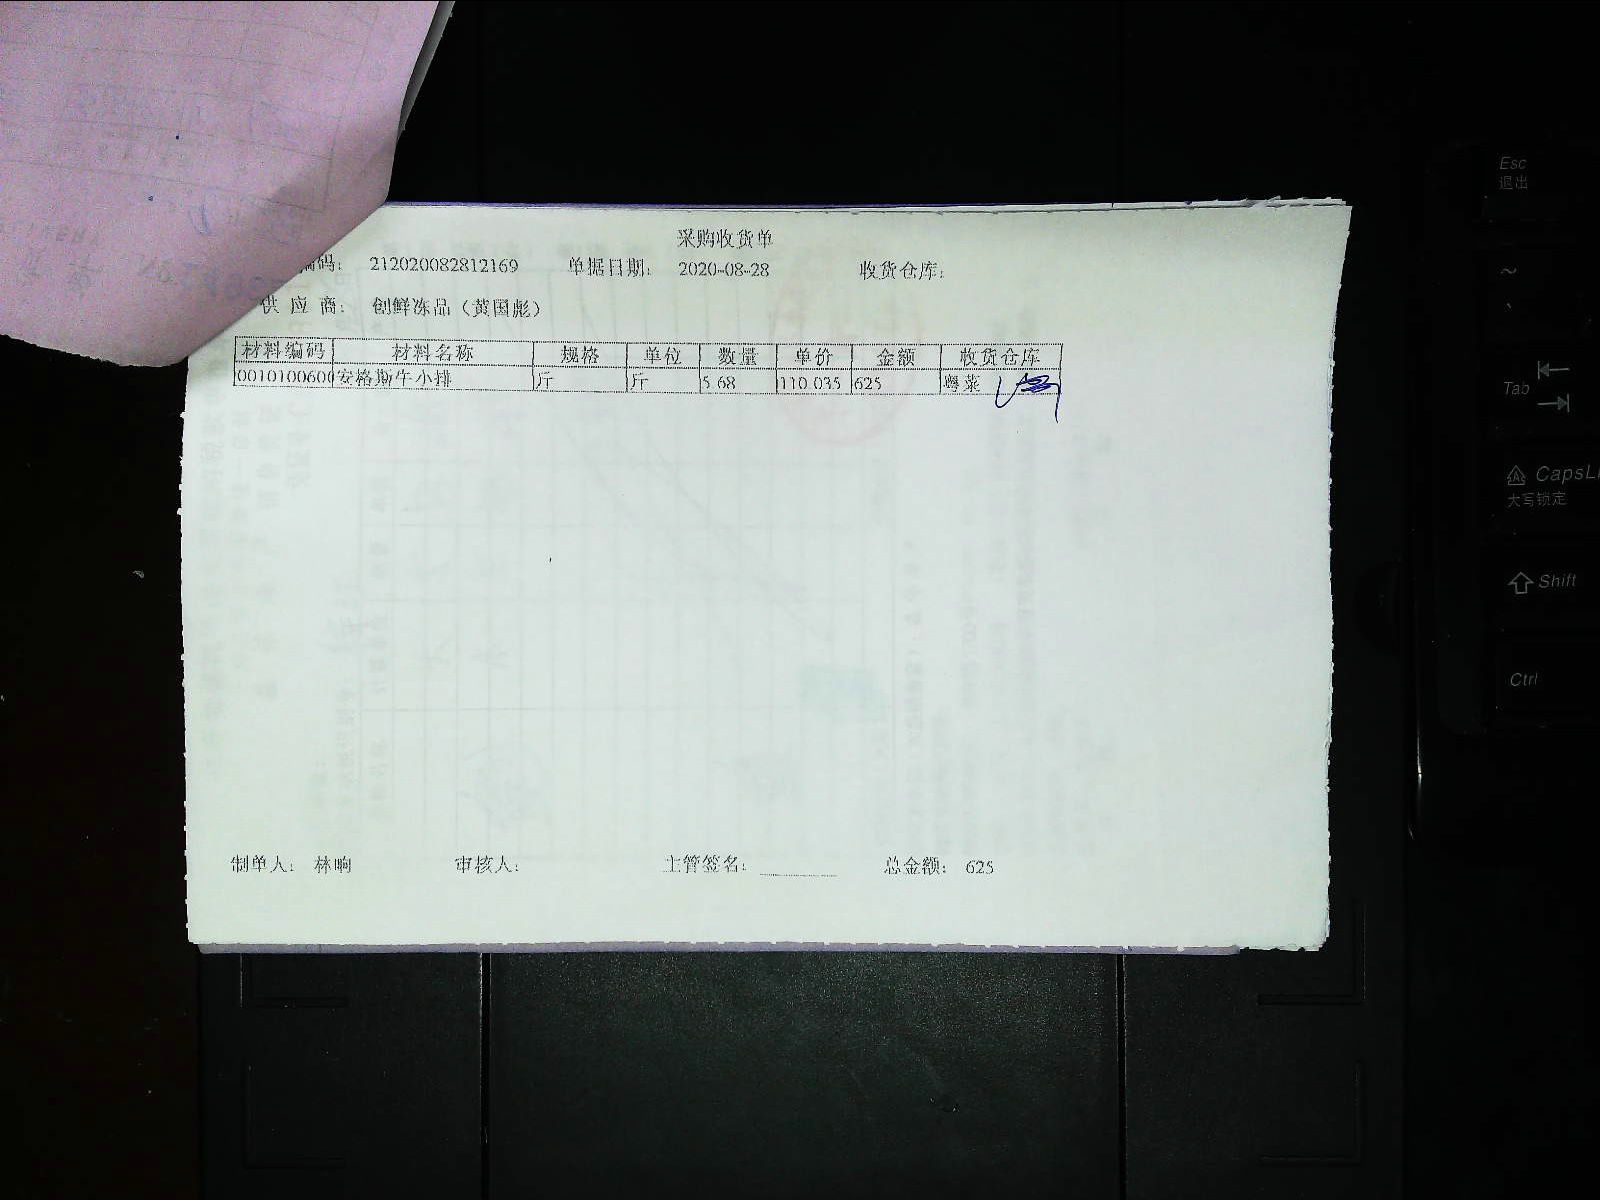 采购收货单
编码： 212020082812169 单据日期： 2020-08-28 收货仓库：
供 应 商： 创鲜冻品（黄国彪）
材料编码 材料名称 规格 单位 数量 单价 金额 收货仓库
0010100600 安格斯牛小排 斤 斤 5.68 110.035 625 粤菜
制单人： 林晌 审核人： 主管签名： 总金额： 625
Esc
退出
~
Tab
CapsL
大写锁定
Shift
Ctrl